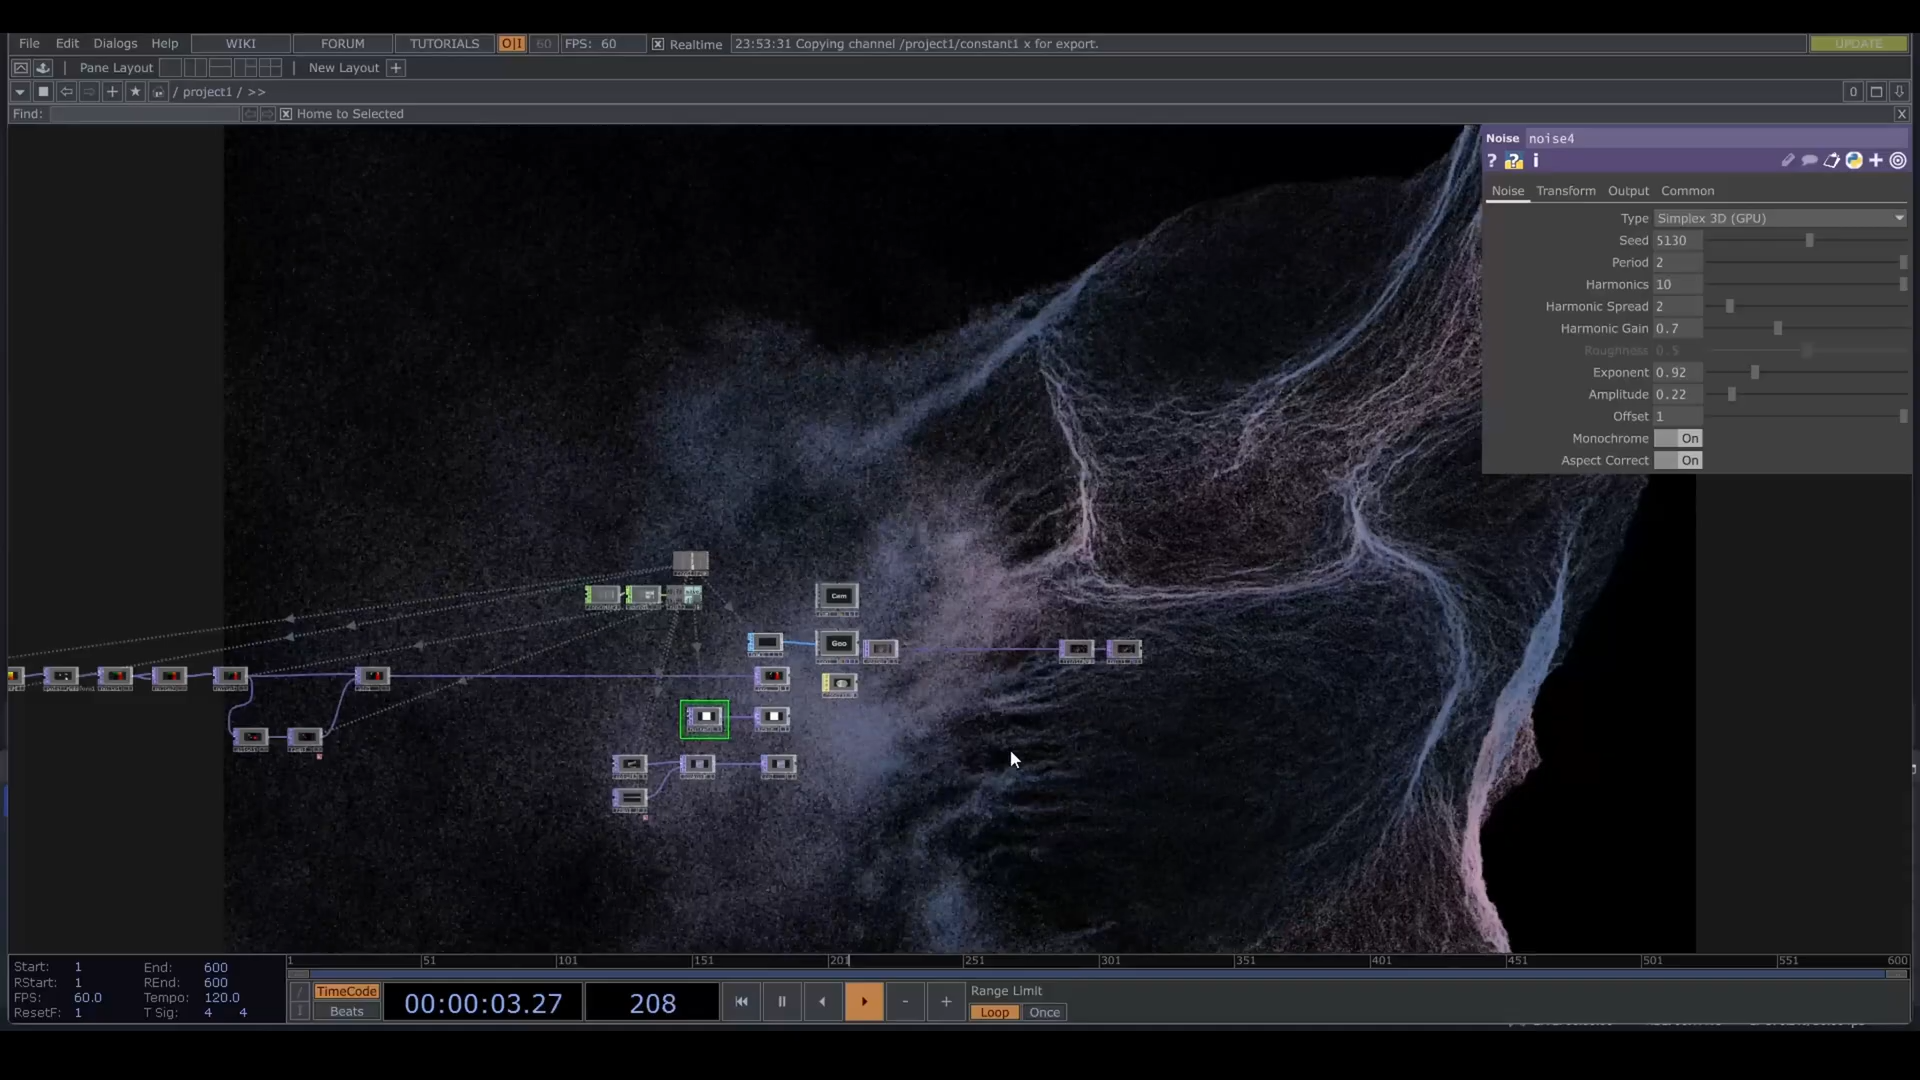 File Edit Dialogs Help WIKI FORUM TUTORIALS O|I 60 FPS: 60 Realtime 23:53:31 Copying channel /project1/constant1 x for export. UPDATE
Pane Layout New Layout +
/ project1 / >> 0
Find: Home to Selected X
Noise noise4
? ? i
Noise Transform Output Common
Type Simplex 3D (GPU)
Seed 5130
Period 2
Harmonics 10
Harmonic Spread 2
Harmonic Gain 0.7
Roughness 0.5
Exponent 0.92
Amplitude 0.22
Offset 1
Monochrome On
Aspect Correct On
Cam
Geo
1 51 101 151 201 251 301 351 401 451 501 551 600
Start: 1 End: 600
RStart: 1 REnd: 600
FPS: 60.0 Tempo: 120.0
ResetF: 1 T Sig: 4 4
TimeCode
Beats
00:00:03.27 208 - +
Range Limit
Loop Once